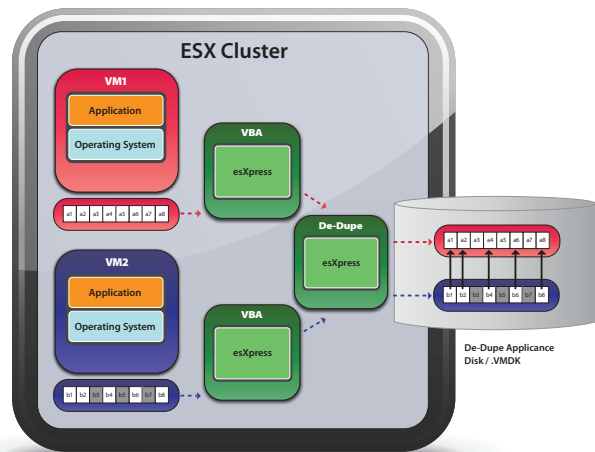 ESX Cluster
VM1
Application
Operating System
a1 a2 a3 a4 a5 a6 a7 a8
VBA
esXpress
De-Dupe
esXpress
VM2
Application
Operating System
b1 b2 b3 b4 b5 b6 b7 b8
VBA
esXpress
a1 a2 a3 a4 a5 a6 a7 a8
b1 b2 b3 b4 b5 b6 b7 b8
De-Dupe Applicance
Disk / .VMDK